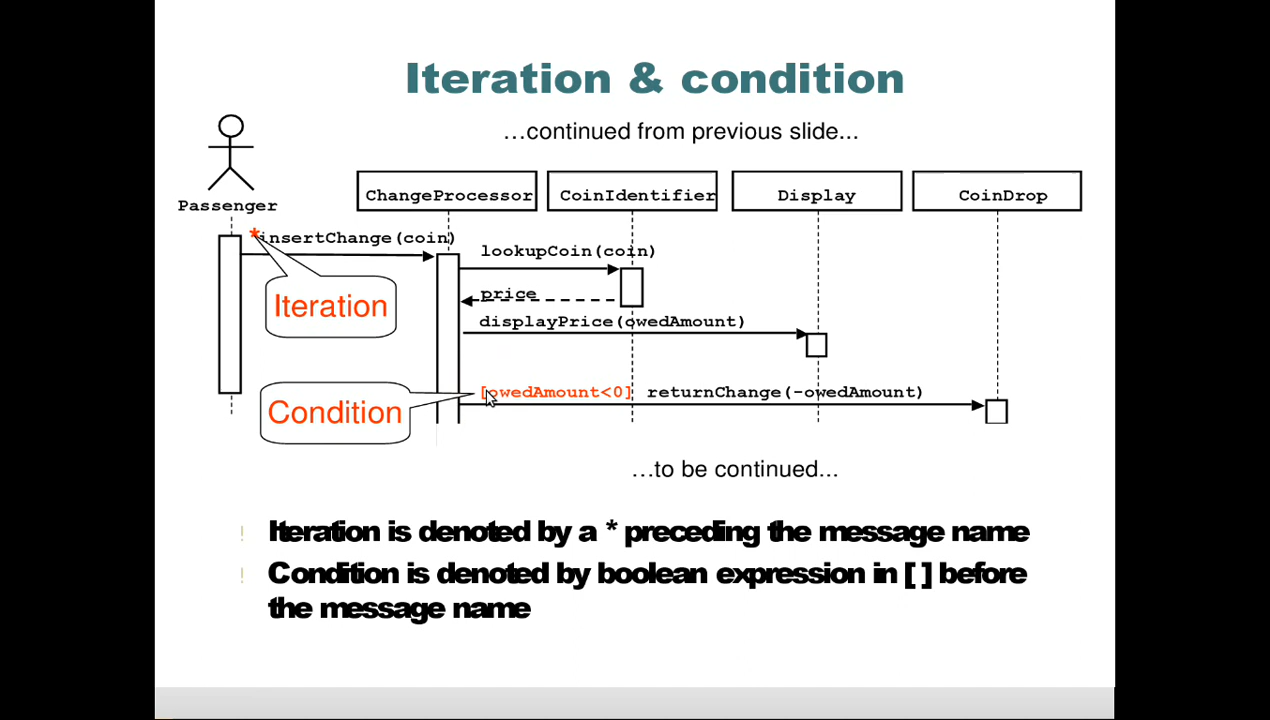 Iteration & condition
...continued from previous slide...
Passenger
ChangeProcessor
CoinIdentifier
Display
CoinDrop
*insertChange(coin)
lookupCoin(coin)
Iteration
price
displayPrice(owedAmount)
Condition
[owedAmount<0] returnChange(-owedAmount)
...to be continued...
! Iteration is denoted by a * preceding the message name
! Condition is denoted by boolean expression in [ ] before
the message name